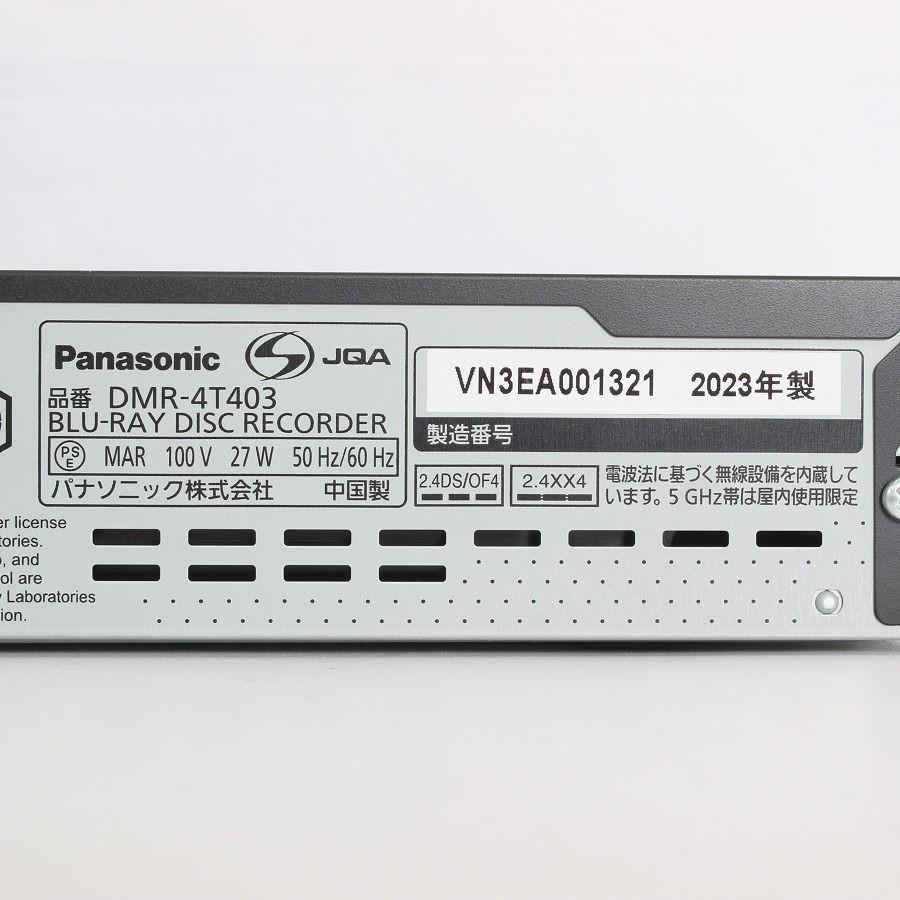 Panasonic
JQA
品番 DMR-4T403
BLU-RAY DISC RECORDER
PS
E
MAR 100 V 27 W 50 Hz/60 Hz
パナソニック株式会社 中国製
VN3EA001321 2023年製
製造番号
2.4DS/OF4
2.4XX4
電波法に基づく無線設備を内蔵して
います。5 GHz帯は屋内使用限定
license
and
ol are
Laboratories